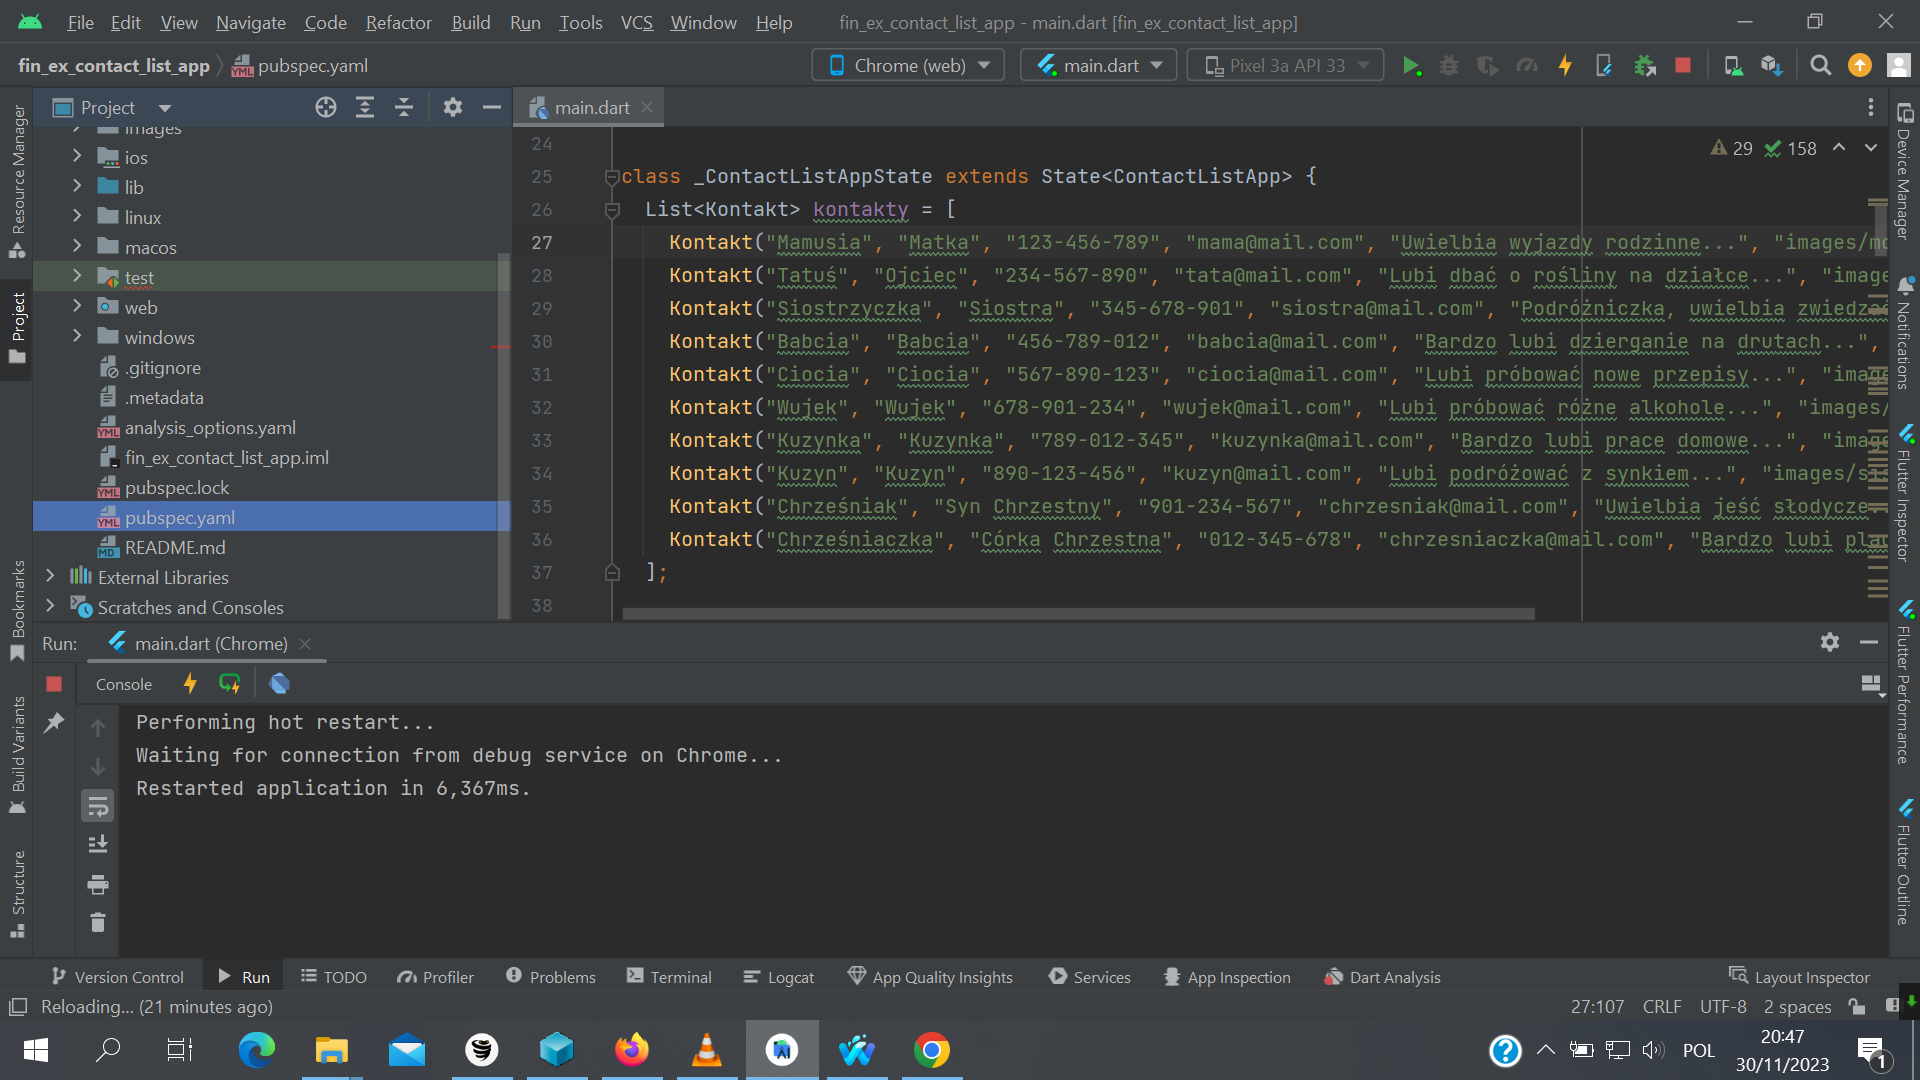 File Edit View Navigate Code Refactor Build Run Tools VCS Window Help fin_ex_contact_list_app - main.dart [fin_ex_contact_list_app]
fin_ex_contact_list_app pubspec.yaml Chrome (web) main.dart Pixel 3a API 33
Project
main.dart
Resource Manager
Project
Bookmarks
Build Variants
Structure
images
ios
lib
linux
macos
test
web
windows
.gitignore
.metadata
analysis_options.yaml
fin_ex_contact_list_app.iml
pubspec.lock
pubspec.yaml
README.md
External Libraries
Scratches and Consoles
29 158
24
25 class _ContactListAppState extends State<ContactListApp> {
26 List<Kontakt> kontakty = [
27 Kontakt("Mamusia", "Matka", "123-456-789", "mama@mail.com", "Uwielbia wyjazdy rodzinne...", "images/mo
28 Kontakt("Tatuś", "Ojciec", "234-567-890", "tata@mail.com", "Lubi dbać o rośliny na działce...", "image
29 Kontakt("Siostrzyczka", "Siostra", "345-678-901", "siostra@mail.com", "Podróżniczka, uwielbia zwiedzać
30 Kontakt("Babcia", "Babcia", "456-789-012", "babcia@mail.com", "Bardzo lubi dzierganie na drutach...",
31 Kontakt("Ciocia", "Ciocia", "567-890-123", "ciocia@mail.com", "Lubi próbować nowe przepisy...", "image
32 Kontakt("Wujek", "Wujek", "678-901-234", "wujek@mail.com", "Lubi próbować różne alkohole...", "images/
33 Kontakt("Kuzynka", "Kuzynka", "789-012-345", "kuzynka@mail.com", "Bardzo lubi prace domowe...", "image
34 Kontakt("Kuzyn", "Kuzyn", "890-123-456", "kuzyn@mail.com", "Lubi podróżować z synkiem...", "images/sis
35 Kontakt("Chrześniak", "Syn Chrzestny", "901-234-567", "chrzesniak@mail.com", "Uwielbia jeść słodycze..
36 Kontakt("Chrześniaczka", "Córka Chrzestna", "012-345-678", "chrzesniaczka@mail.com", "Bardzo lubi
37 ];
38
Device Manager
Notifications
Flutter Inspector
Flutter Performance
Flutter Outline
Run: main.dart (Chrome)
Console
Performing hot restart...
Waiting for connection from debug service on Chrome...
Restarted application in 6,367ms.
Version Control Run TODO Profiler Problems Terminal Logcat App Quality Insights Services App Inspection Dart Analysis Layout Inspector
Reloading... (21 minutes ago) 27:107 CRLF UTF-8 2 spaces
POL
20:47
30/11/2023
1